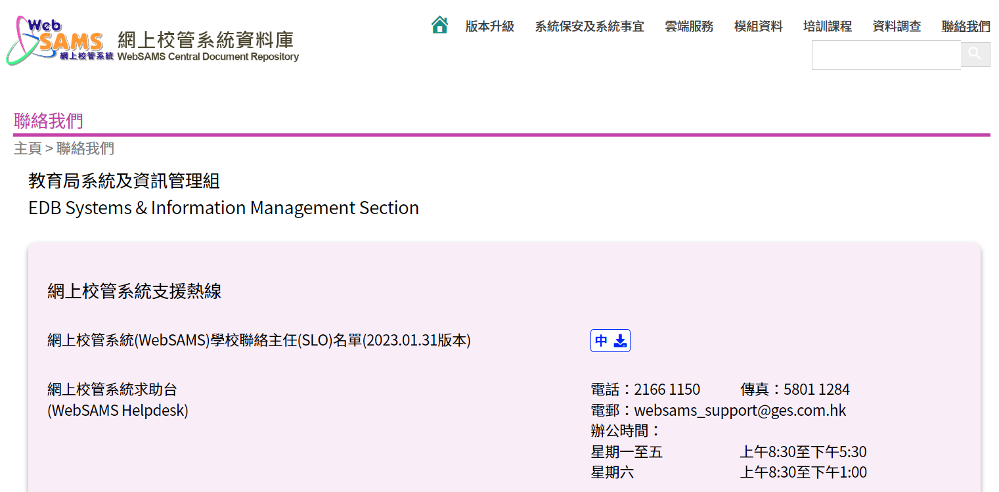 Web
SAMS
網上校管系統
網上校管系統資料庫
WebSAMS Central Document Repository
版本升級 系統保安及系統事宜 雲端服務 模組資料 培訓課程 資料調查 聯絡我們
聯絡我們
主頁 > 聯絡我們
教育局系統及資訊管理組
EDB Systems & Information Management Section
網上校管系統支援熱線
網上校管系統(WebSAMS)學校聯絡主任(SLO)名單(2023.01.31版本) 中
網上校管系統求助台 電話：2166 1150 傳真：5801 1284
(WebSAMS Helpdesk) 電郵：websams_support@ges.com.hk
辦公時間：
星期一至五 上午8:30至下午5:30
星期六 上午8:30至下午1:00